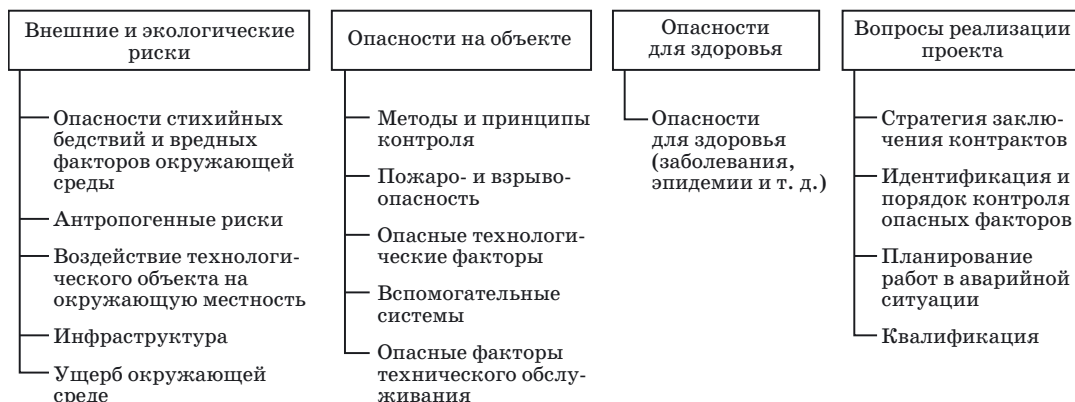 Внешние и экологические
риски
Опасности стихийных
бедствий и вредных
факторов окружающей
среды
Антропогенные риски
Воздействие технологи-
ческого объекта на
окружающую местность
Инфраструктура
Ущерб окружающей
среде
Опасности на объекте
Методы и принципы
контроля
Пожаро- и взрыво-
опасность
Опасные технологи-
ческие факторы
Вспомогательные
системы
Опасные факторы
технического обслу-
живания
Опасности
для здоровья
Опасности
для здоровья
(заболевания,
эпидемии и т. д.)
Вопросы реализации
проекта
Стратегия заклю-
чения контрактов
Идентификация и
порядок контроля
опасных факторов
Планирование
работ в аварийной
ситуации
Квалификация